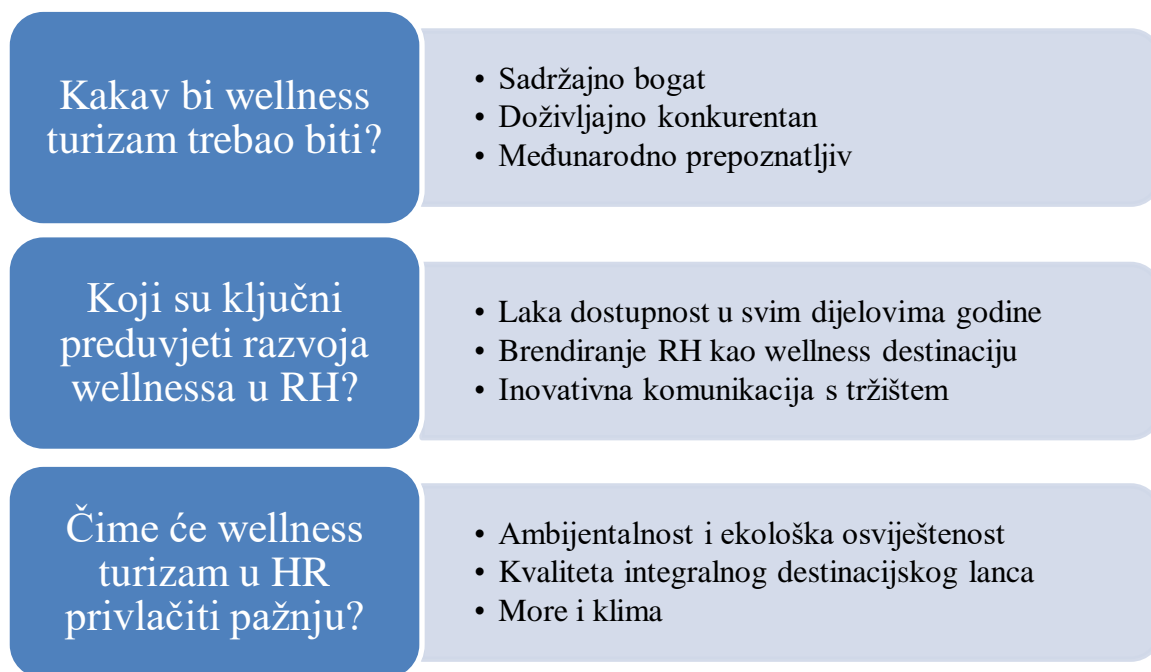 Kakav bi wellness
turizam trebao biti?
• Sadržajno bogat
• Doživljajno konkurentan
• Međunarodno prepoznatljiv
Koji su ključni
preduvjeti razvoja
wellnessa u RH?
• Laka dostupnost u svim dijelovima godine
• Brendiranje RH kao wellness destinaciju
• Inovativna komunikacija s tržištem
Čime će wellness
turizam u HR
privlačiti pažnju?
• Ambijentalnost i ekološka osviještenost
• Kvaliteta integralnog destinacijskog lanca
• More i klima